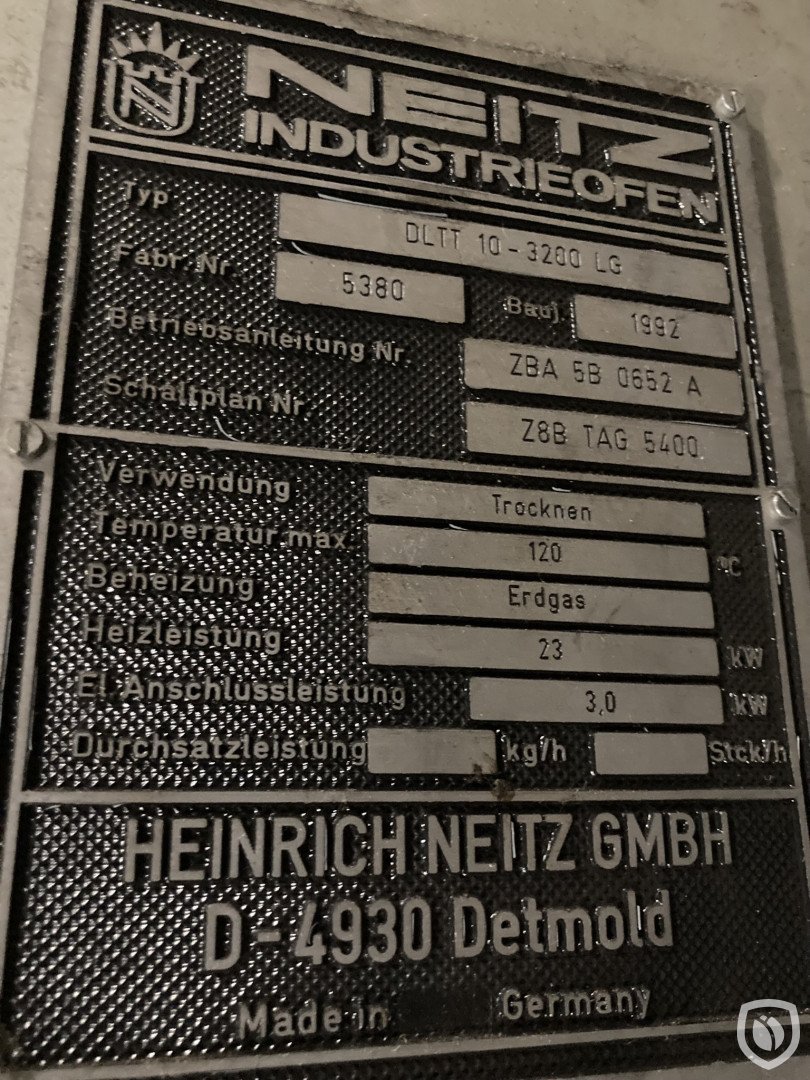 NEITZ
INDUSTRIEOFEN
Typ DLTT 10-3200 LG
Fabr. Nr. 5380 Bauj. 1992
Betriebsanleitung Nr. ZBA 5B 0652 A
Schaltplan Nr. Z8B TAG 5400
Verwendung Trocknen
Temperatur max. 120 °C
Beheizung Erdgas
Heizleistung 23 kW
El. Anschlussleistung 3,0 kW
Durchsatzleistung kg/h Stck/h
HEINRICH NEITZ GMBH
D-4930 Detmold
Made in Germany